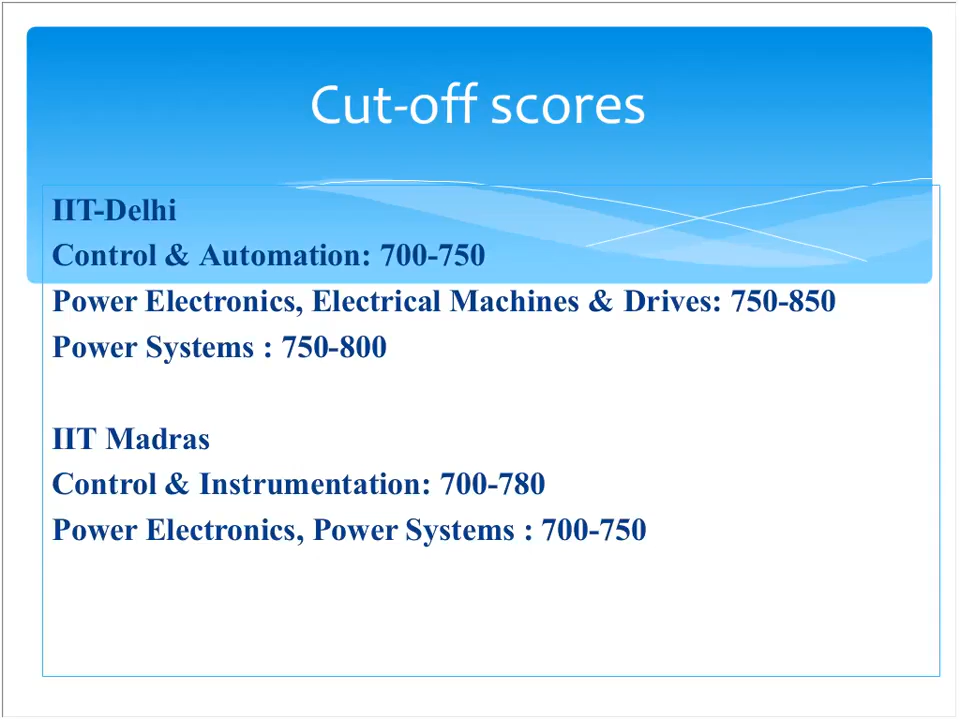 Cut-off scores
IIT-Delhi
Control & Automation: 700-750
Power Electronics, Electrical Machines & Drives: 750-850
Power Systems : 750-800
IIT Madras
Control & Instrumentation: 700-780
Power Electronics, Power Systems : 700-750